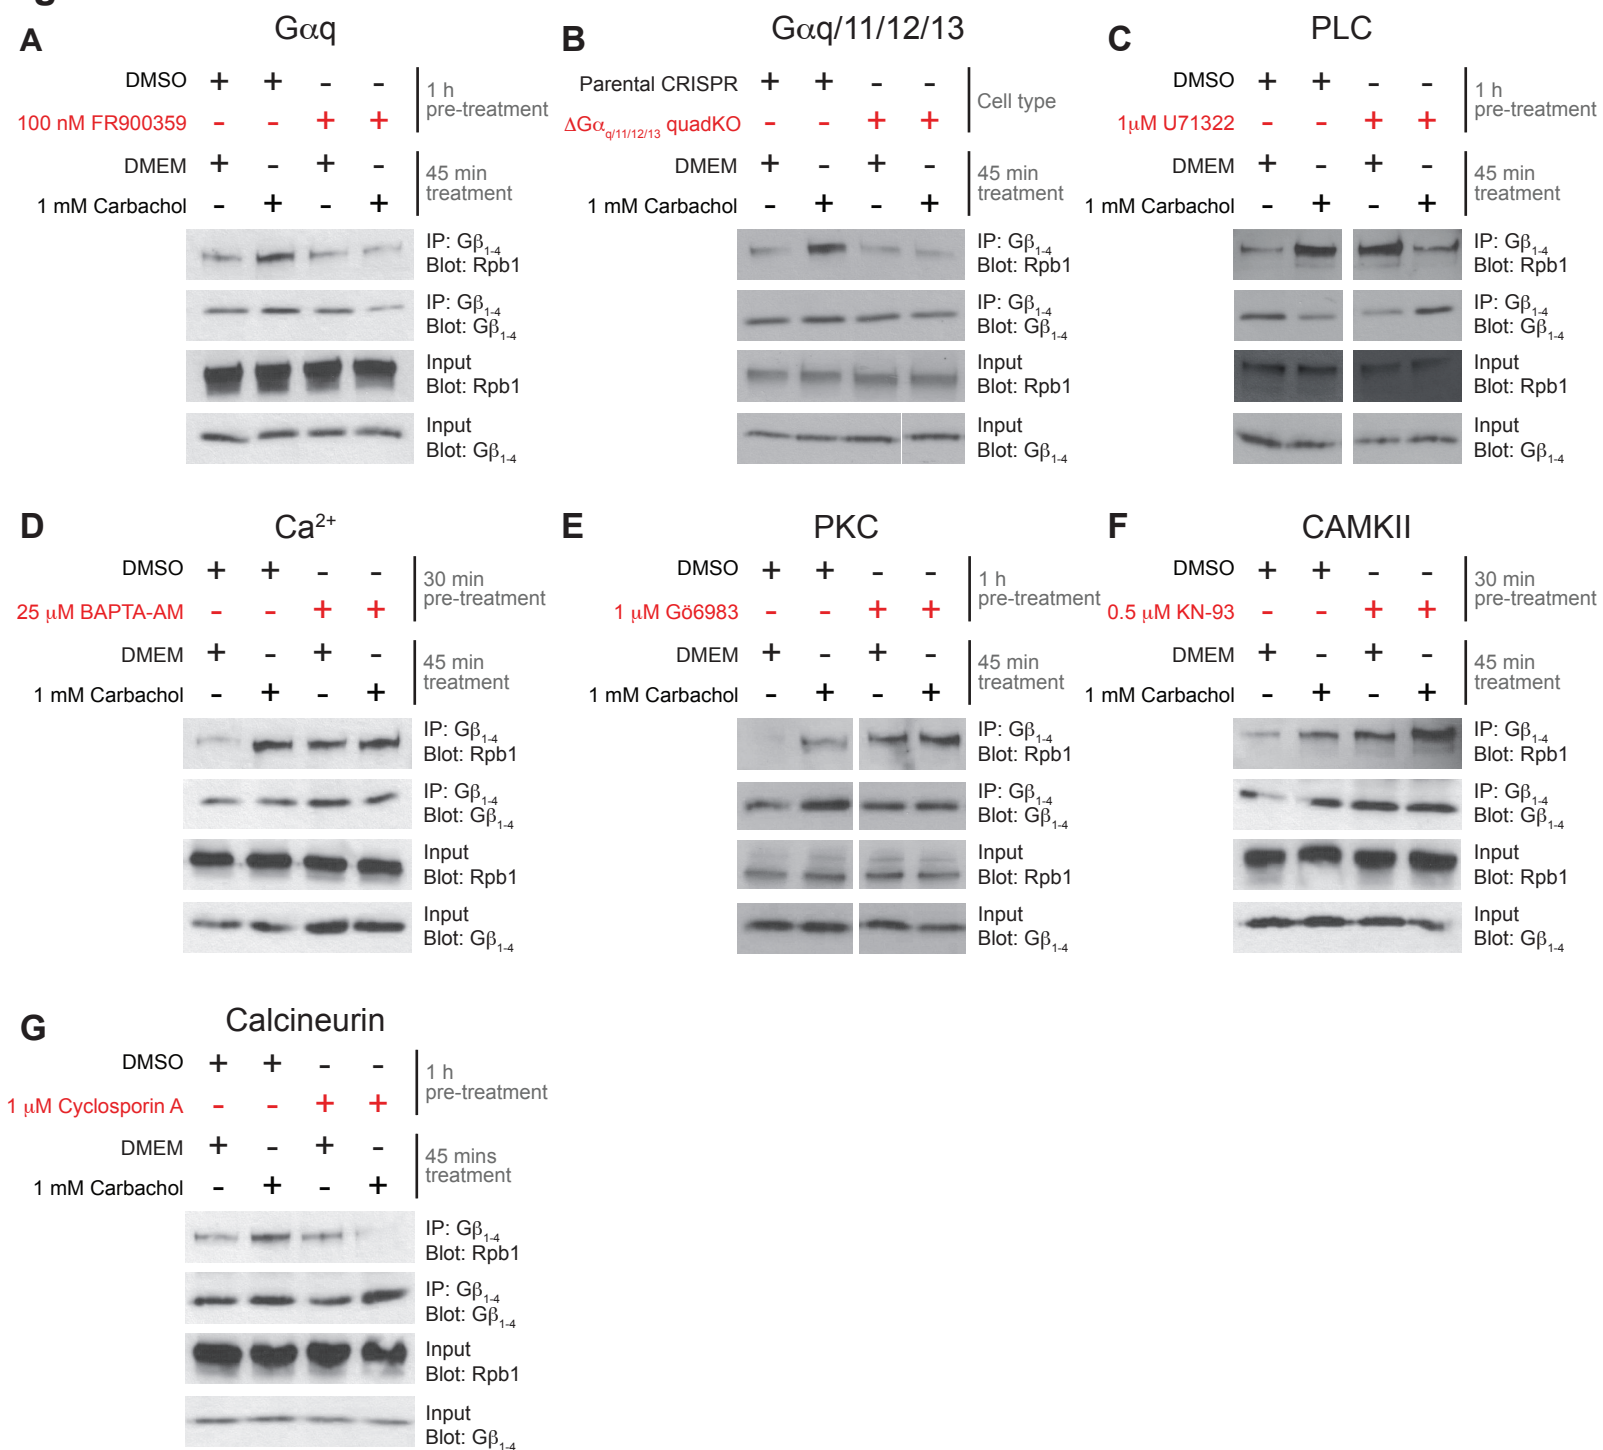 A
Gαq
DMSO + + - -
100 nM FR900359 - - + +
1 h
pre-treatment
DMEM + - + -
1 mM Carbachol - + - +
45 min
treatment
IP: Gβ1-4
Blot: Rpb1
IP: Gβ1-4
Blot: Gβ1-4
Input
Blot: Rpb1
Input
Blot: Gβ1-4
B
Gαq/11/12/13
Parental CRISPR + + - -
ΔGαq/11/12/13 quadKO - - + +
Cell type
DMEM + - + -
1 mM Carbachol - + - +
45 min
treatment
IP: Gβ1-4
Blot: Rpb1
IP: Gβ1-4
Blot: Gβ1-4
Input
Blot: Rpb1
Input
Blot: Gβ1-4
C
PLC
DMSO + + - -
1μM U71322 - - + +
1 h
pre-treatment
DMEM + - + -
1 mM Carbachol - + - +
45 min
treatment
IP: Gβ1-4
Blot: Rpb1
IP: Gβ1-4
Blot: Gβ1-4
Input
Blot: Rpb1
Input
Blot: Gβ1-4
D
Ca2+
DMSO + + - -
25 μM BAPTA-AM - - + +
30 min
pre-treatment
DMEM + - + -
1 mM Carbachol - + - +
45 min
treatment
IP: Gβ1-4
Blot: Rpb1
IP: Gβ1-4
Blot: Gβ1-4
Input
Blot: Rpb1
Input
Blot: Gβ1-4
E
PKC
DMSO + + - -
1 μM Gö6983 - - + +
1 h
pre-treatment
DMEM + - + -
1 mM Carbachol - + - +
45 min
treatment
IP: Gβ1-4
Blot: Rpb1
IP: Gβ1-4
Blot: Gβ1-4
Input
Blot: Rpb1
Input
Blot: Gβ1-4
F
CAMKII
DMSO + + - -
0.5 μM KN-93 - - + +
30 min
pre-treatment
DMEM + - + -
1 mM Carbachol - + - +
45 min
treatment
IP: Gβ1-4
Blot: Rpb1
IP: Gβ1-4
Blot: Gβ1-4
Input
Blot: Rpb1
Input
Blot: Gβ1-4
G
Calcineurin
DMSO + + - -
1 μM Cyclosporin A - - + +
1 h
pre-treatment
DMEM + - + -
1 mM Carbachol - + - +
45 mins
treatment
IP: Gβ1-4
Blot: Rpb1
IP: Gβ1-4
Blot: Gβ1-4
Input
Blot: Rpb1
Input
Blot: Gβ1-4